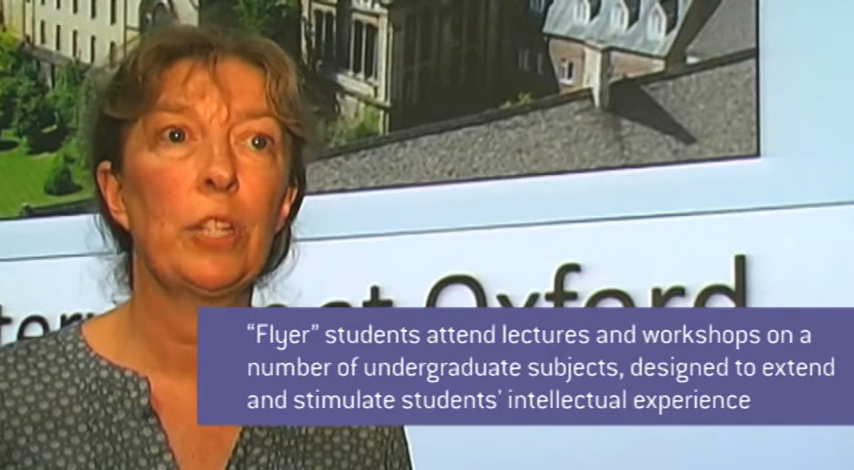 Oxford
“Flyer” students attend lectures and workshops on a
number of undergraduate subjects, designed to extend
and stimulate students' intellectual experience